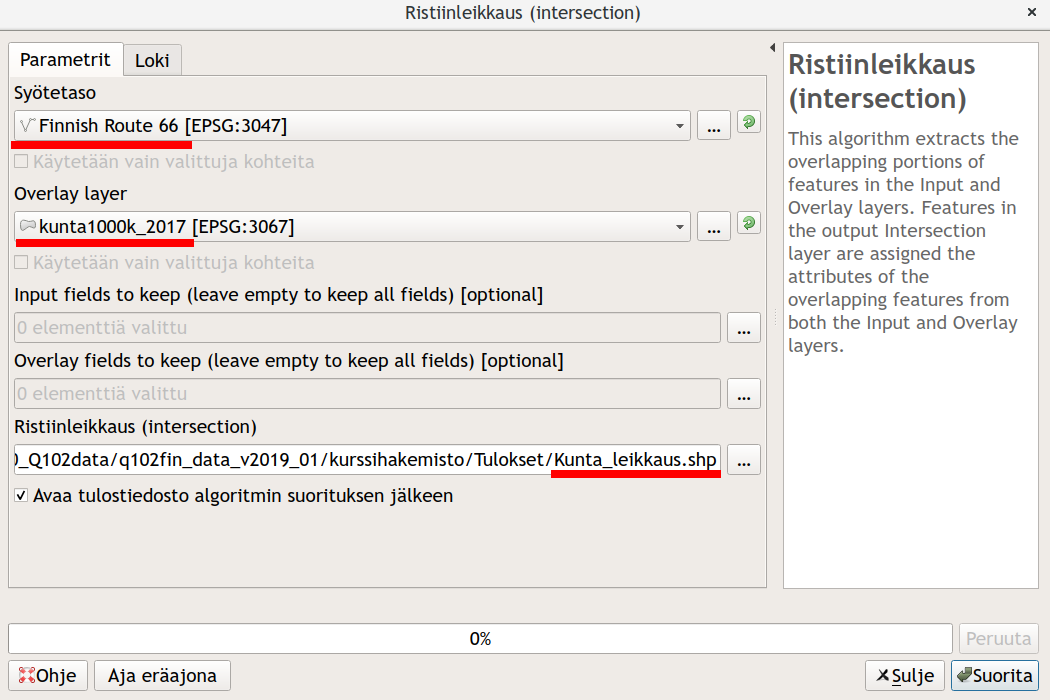 Ristiinleikkaus (intersection)
Parametrit
Loki
Syötetaso
Finnish Route 66 [EPSG:3047]
...
Käytetään vain valittuja kohteita
Overlay layer
kunta1000k_2017 [EPSG:3067]
...
Käytetään vain valittuja kohteita
Input fields to keep (leave empty to keep all fields) [optional]
0 elementtiä valittu
...
Overlay fields to keep (leave empty to keep all fields) [optional]
0 elementtiä valittu
...
Ristiinleikkaus (intersection)
_Q102data/q102fin_data_v2019_01/kurssihakemisto/Tulokset/Kunta_leikkaus.shp
...
Avaa tulostiedosto algoritmin suorituksen jälkeen
Ristiinleikkaus
(intersection)
This algorithm extracts the
overlapping portions of
features in the Input and
Overlay layers. Features in
the output Intersection
layer are assigned the
attributes of the
overlapping features from
both the Input and Overlay
layers.
0%
Peruuta
Ohje
Aja eräajona
Sulje
Suorita